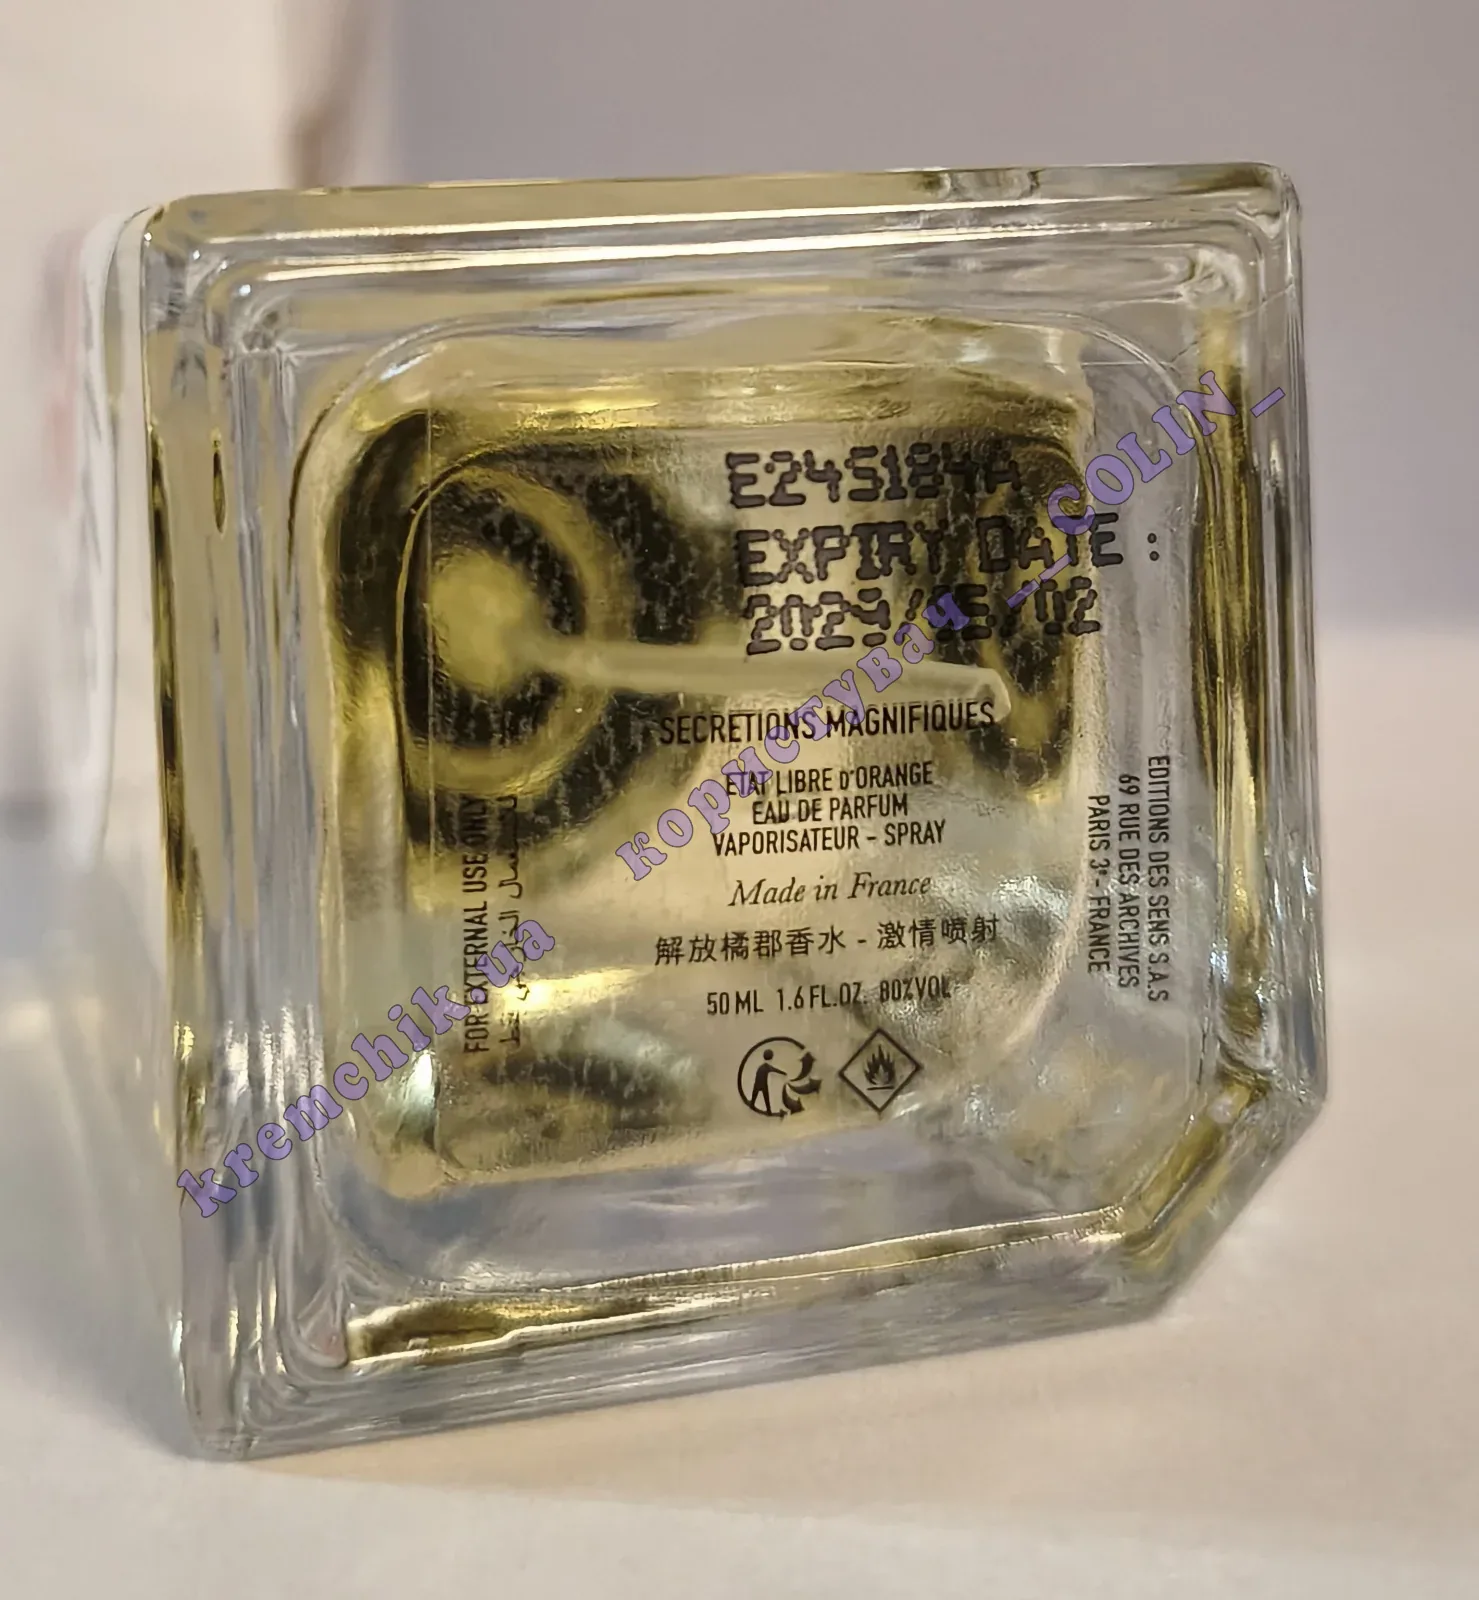 E24S184A
EXPIRY DATE :
2029/05/02
SECRETIONS MAGNIFIQUES
ETAT LIBRE D'ORANGE
EAU DE PARFUM
VAPORISATEUR - SPRAY
Made in France
解放橘郡香水 - 激情喷射
50 ML 1.6 FL.OZ. 80%VOL
FOR EXTERNAL USE ONLY
EDITIONS DES SENS S.A.S
69 RUE DES ARCHIVES
PARIS 3e - FRANCE
kremchik.ua користувач __COLIN_